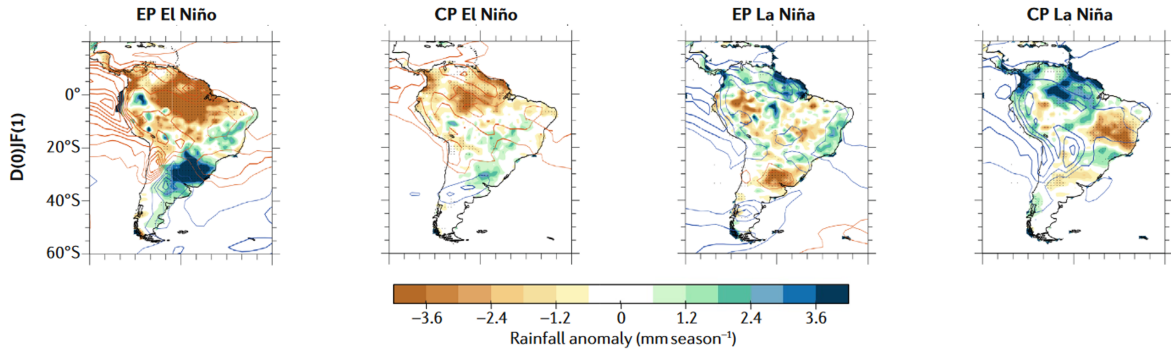 EP El Niño CP El Niño EP La Niña CP La Niña
D(0)JF(1)
0°
20°S
40°S
60°S
−3.6 −2.4 −1.2 0 1.2 2.4 3.6
Rainfall anomaly (mm season⁻¹)